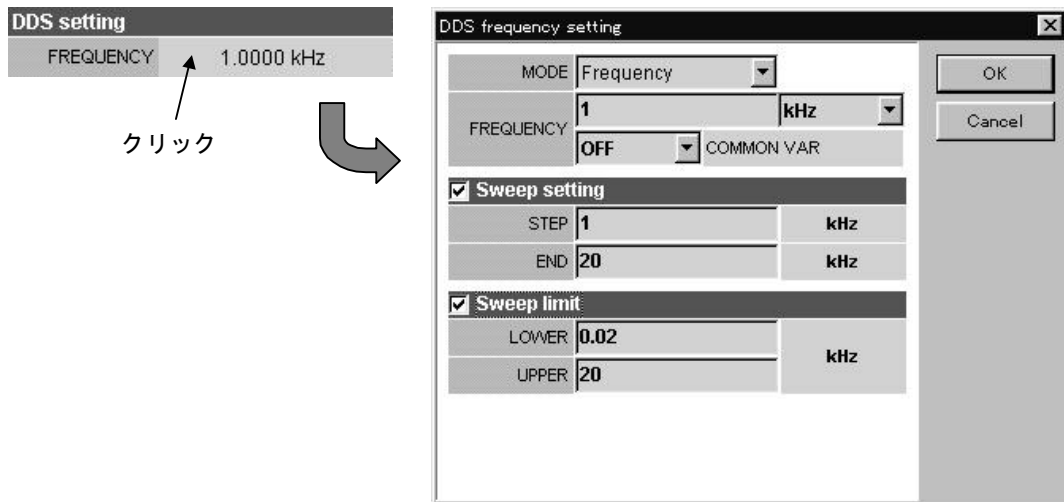 DDS setting
FREQUENCY 1.0000 kHz
クリック
DDS frequency setting
MODE Frequency
OK
FREQUENCY 1 kHz
Cancel
OFF COMMON VAR
Sweep setting
STEP 1 kHz
END 20 kHz
Sweep limit
LOWER 0.02
kHz
UPPER 20